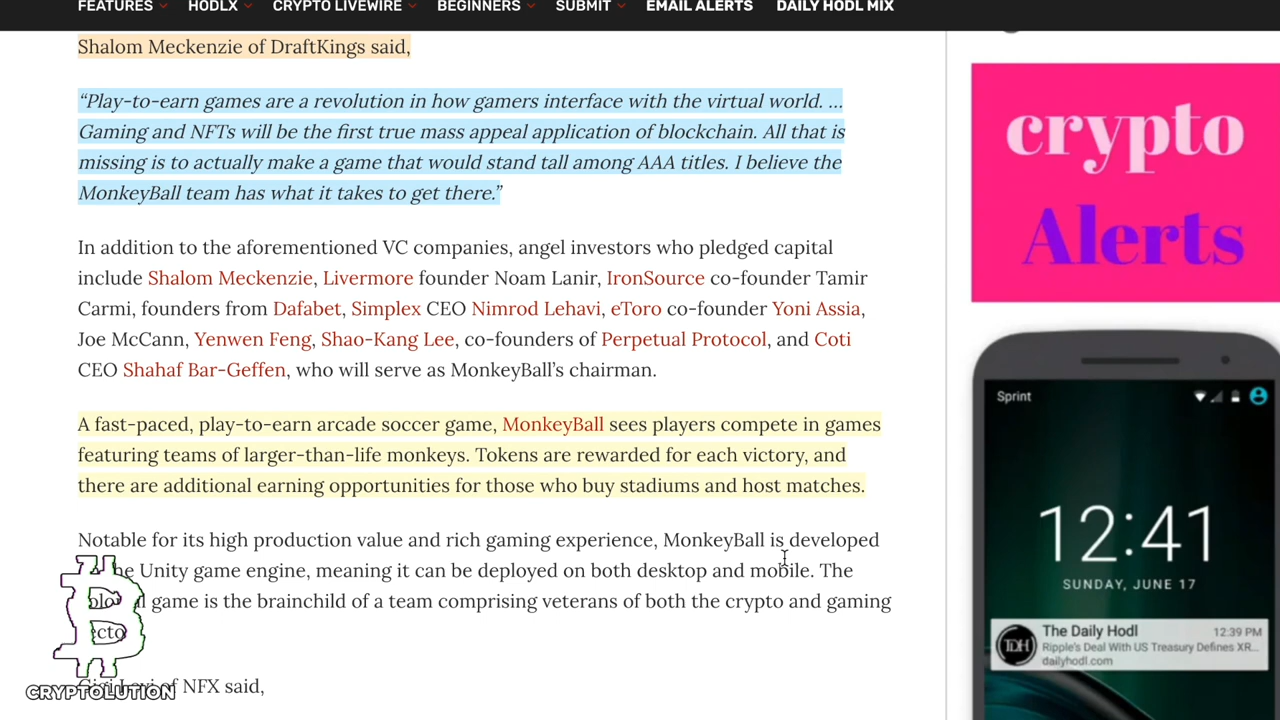 FEATURES HODLX CRYPTO LIVEWIRE BEGINNERS SUBMIT EMAIL ALERTS DAILY HODL MIX
Shalom Meckenzie of DraftKings said,
“Play-to-earn games are a revolution in how gamers interface with the virtual world. …
Gaming and NFTs will be the first true mass appeal application of blockchain. All that is
missing is to actually make a game that would stand tall among AAA titles. I believe the
MonkeyBall team has what it takes to get there.”
In addition to the aforementioned VC companies, angel investors who pledged capital
include Shalom Meckenzie, Livermore founder Noam Lanir, IronSource co-founder Tamir
Carmi, founders from Dafabet, Simplex CEO Nimrod Lehavi, eToro co-founder Yoni Assia,
Joe McCann, Yenwen Feng, Shao-Kang Lee, co-founders of Perpetual Protocol, and Coti
CEO Shahaf Bar-Geffen, who will serve as MonkeyBall’s chairman.
A fast-paced, play-to-earn arcade soccer game, MonkeyBall sees players compete in games
featuring teams of larger-than-life monkeys. Tokens are rewarded for each victory, and
there are additional earning opportunities for those who buy stadiums and host matches.
Notable for its high production value and rich gaming experience, MonkeyBall is developed
Unity game engine, meaning it can be deployed on both desktop and mobile. The
game is the brainchild of a team comprising veterans of both the crypto and gaming
of NFX said,
CRYPTOLUTION
crypto
Alerts
Sprint
12:41
SUNDAY, JUNE 17
The Daily Hodl 12:39 PM
Ripple's Deal With US Treasury Defines XR...
dailyhodl.com
TDH